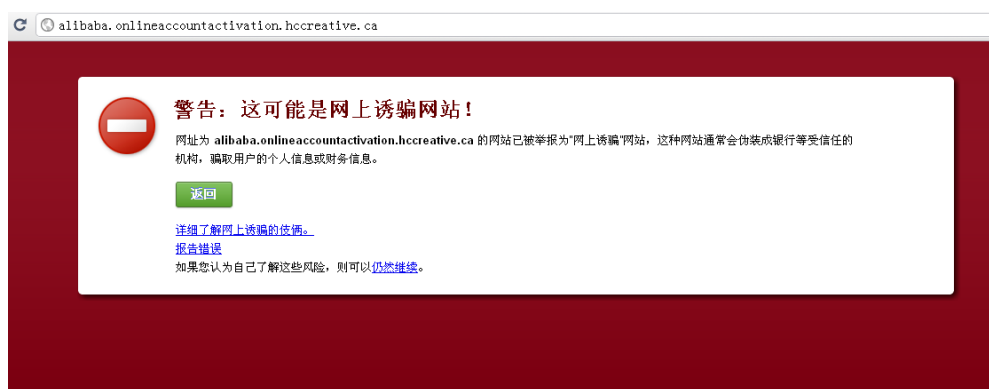 alibaba.onlineaccountactivation.hccreative.ca
警告：这可能是网上诱骗网站！
网址为 alibaba.onlineaccountactivation.hccreative.ca 的网站已被举报为“网上诱骗”网站，这种网站通常会伪装成银行等受信任的
机构，骗取用户的个人信息或财务信息。
返回
详细了解网上诱骗的伎俩。
报告错误
如果您认为自己了解这些风险，则可以仍然继续。